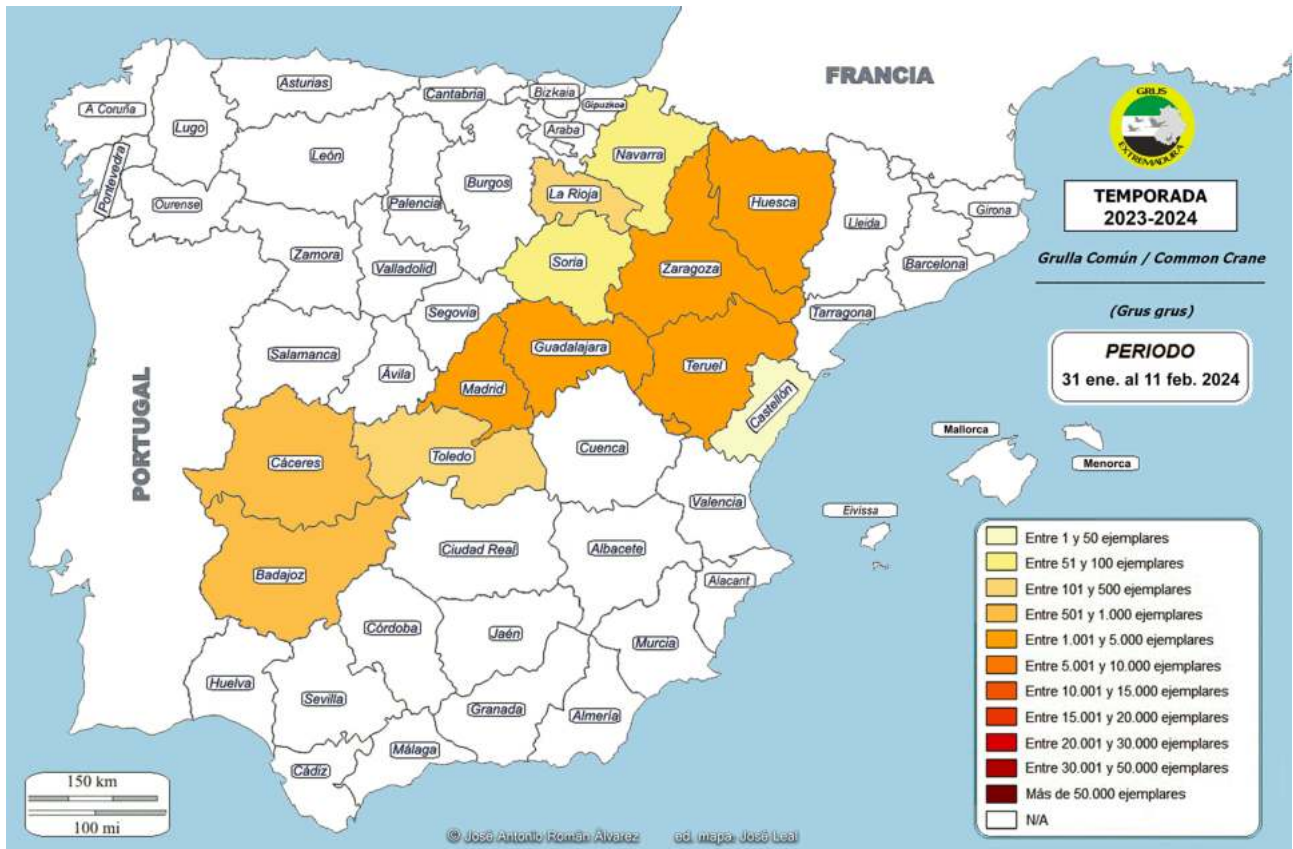 FRANCIA
GRUS
EXTREMADURA
TEMPORADA
2023-2024
Grulla Común / Common Crane
(Grus grus)
PERIODO
31 ene. al 11 feb. 2024
A Coruña
Lugo
Asturias
Cantabria
Bizkaia
Gipuzkoa
Araba
Navarra
Pontevedra
Ourense
León
Palencia
Burgos
La Rioja
Huesca
Lleida
Girona
Barcelona
Zamora
Valladolid
Soria
Zaragoza
Tarragona
Segovia
Salamanca
Ávila
Madrid
Guadalajara
Teruel
Castellón
PORTUGAL
Cáceres
Toledo
Cuenca
Valencia
Mallorca
Menorca
Eivissa
Badajoz
Ciudad Real
Albacete
Alacant
Córdoba
Jaén
Murcia
Huelva
Sevilla
Granada
Almería
Málaga
Cádiz
Entre 1 y 50 ejemplares
Entre 51 y 100 ejemplares
Entre 101 y 500 ejemplares
Entre 501 y 1.000 ejemplares
Entre 1.001 y 5.000 ejemplares
Entre 5.001 y 10.000 ejemplares
Entre 10.001 y 15.000 ejemplares
Entre 15.001 y 20.000 ejemplares
Entre 20.001 y 30.000 ejemplares
Entre 30.001 y 50.000 ejemplares
Más de 50.000 ejemplares
N/A
150 km
100 mi
© José Antonio Román Álvarez ed. mapa: José Leal